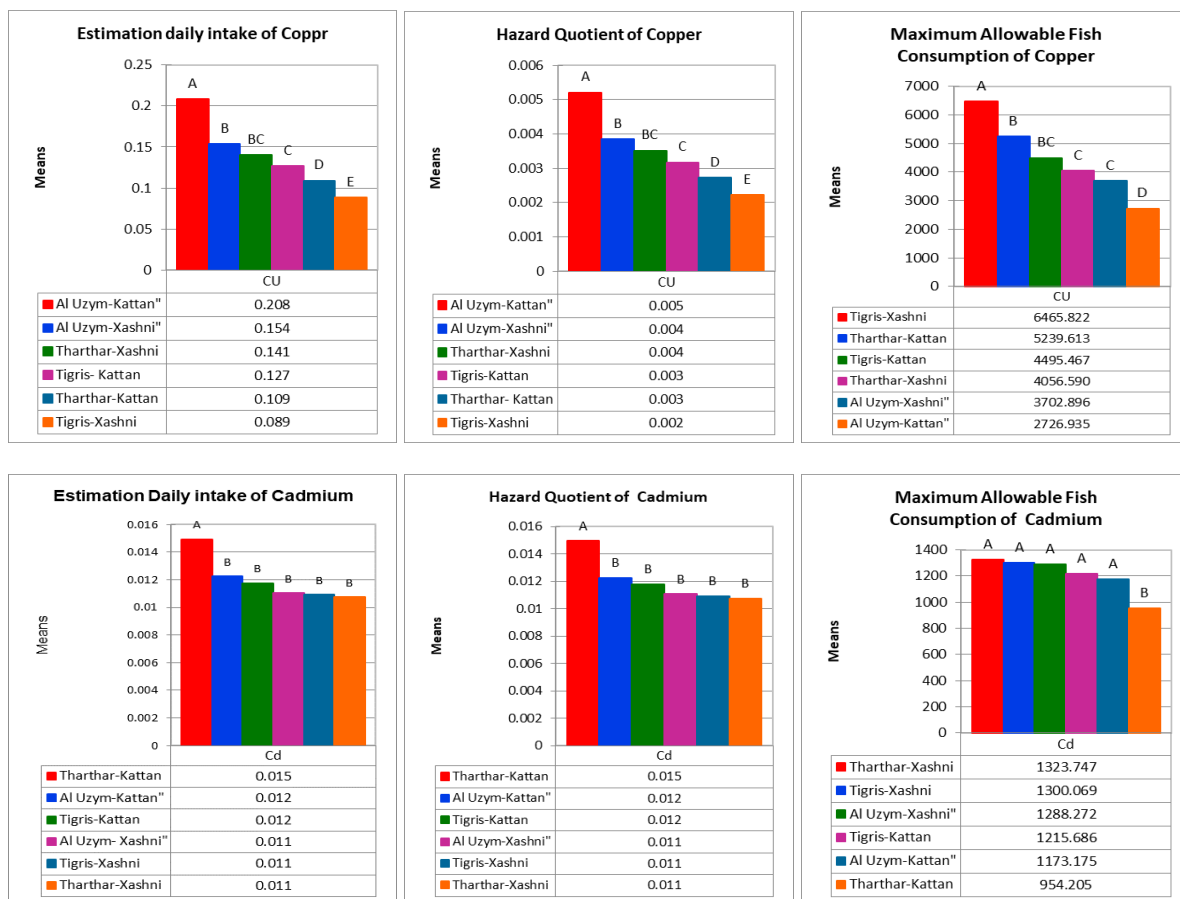 Estimation daily intake of Coppr
Means
0.25
0.2
0.15
0.1
0.05
0
A
B
BC
C
D
E
CU
Al Uzym-Kattan" 0.208
Al Uzym-Xashni" 0.154
Tharthar-Xashni 0.141
Tigris- Kattan 0.127
Tharthar-Kattan 0.109
Tigris-Xashni 0.089
Hazard Quotient of Copper
Means
0.006
0.005
0.004
0.003
0.002
0.001
0
A
B
BC
C
D
E
CU
Al Uzym-Kattan" 0.005
Al Uzym-Xashni" 0.004
Tharthar-Xashni 0.004
Tigris-Kattan 0.003
Tharthar- Kattan 0.003
Tigris-Xashni 0.002
Maximum Allowable Fish
Consumption of Copper
Means
7000
6000
5000
4000
3000
2000
1000
0
A
B
BC
C
C
D
CU
Tigris-Xashni 6465.822
Tharthar-Kattan 5239.613
Tigris-Kattan 4495.467
Tharthar-Xashni 4056.590
Al Uzym-Xashni" 3702.896
Al Uzym-Kattan" 2726.935
Estimation Daily intake of Cadmium
Means
0.016
0.014
0.012
0.01
0.008
0.006
0.004
0.002
0
A
B
B
B
B
B
Cd
Tharthar-Kattan 0.015
Al Uzym-Kattan" 0.012
Tigris-Kattan 0.012
Al Uzym- Xashni" 0.011
Tigris-Xashni 0.011
Tharthar-Xashni 0.011
Hazard Quotient of Cadmium
Means
0.016
0.014
0.012
0.01
0.008
0.006
0.004
0.002
0
A
B
B
B
B
B
Cd
Tharthar-Kattan 0.015
Al Uzym-Kattan" 0.012
Tigris-Kattan 0.012
Al Uzym-Xashni" 0.011
Tigris-Xashni 0.011
Tharthar-Xashni 0.011
Maximum Allowable Fish
Consumption of Cadmium
Means
1400
1200
1000
800
600
400
200
0
A
A
A
A
A
B
Cd
Tharthar-Xashni 1323.747
Tigris-Xashni 1300.069
Al Uzym-Xashni" 1288.272
Tigris-Kattan 1215.686
Al Uzym-Kattan" 1173.175
Tharthar-Kattan 954.205